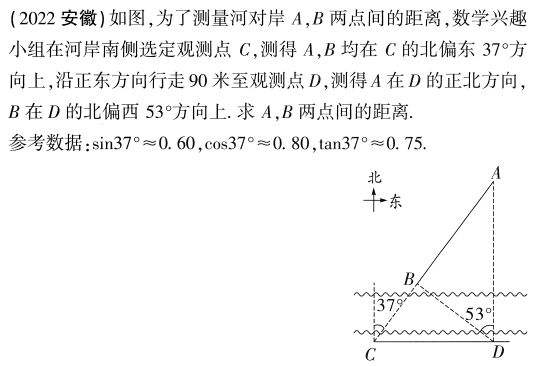 (2022 安徽)如图,为了测量河对岸 A,B 两点间的距离,数学兴趣
小组在河岸南侧选定观测点 C,测得 A,B 均在 C 的北偏东 37°方
向上,沿正东方向行走 90 米至观测点 D,测得 A 在 D 的正北方向,
B 在 D 的北偏西 53°方向上. 求 A,B 两点间的距离.
参考数据:sin37°≈0. 60,cos37°≈0. 80,tan37°≈0. 75.
A
北
东
B
37°
53°
C
D